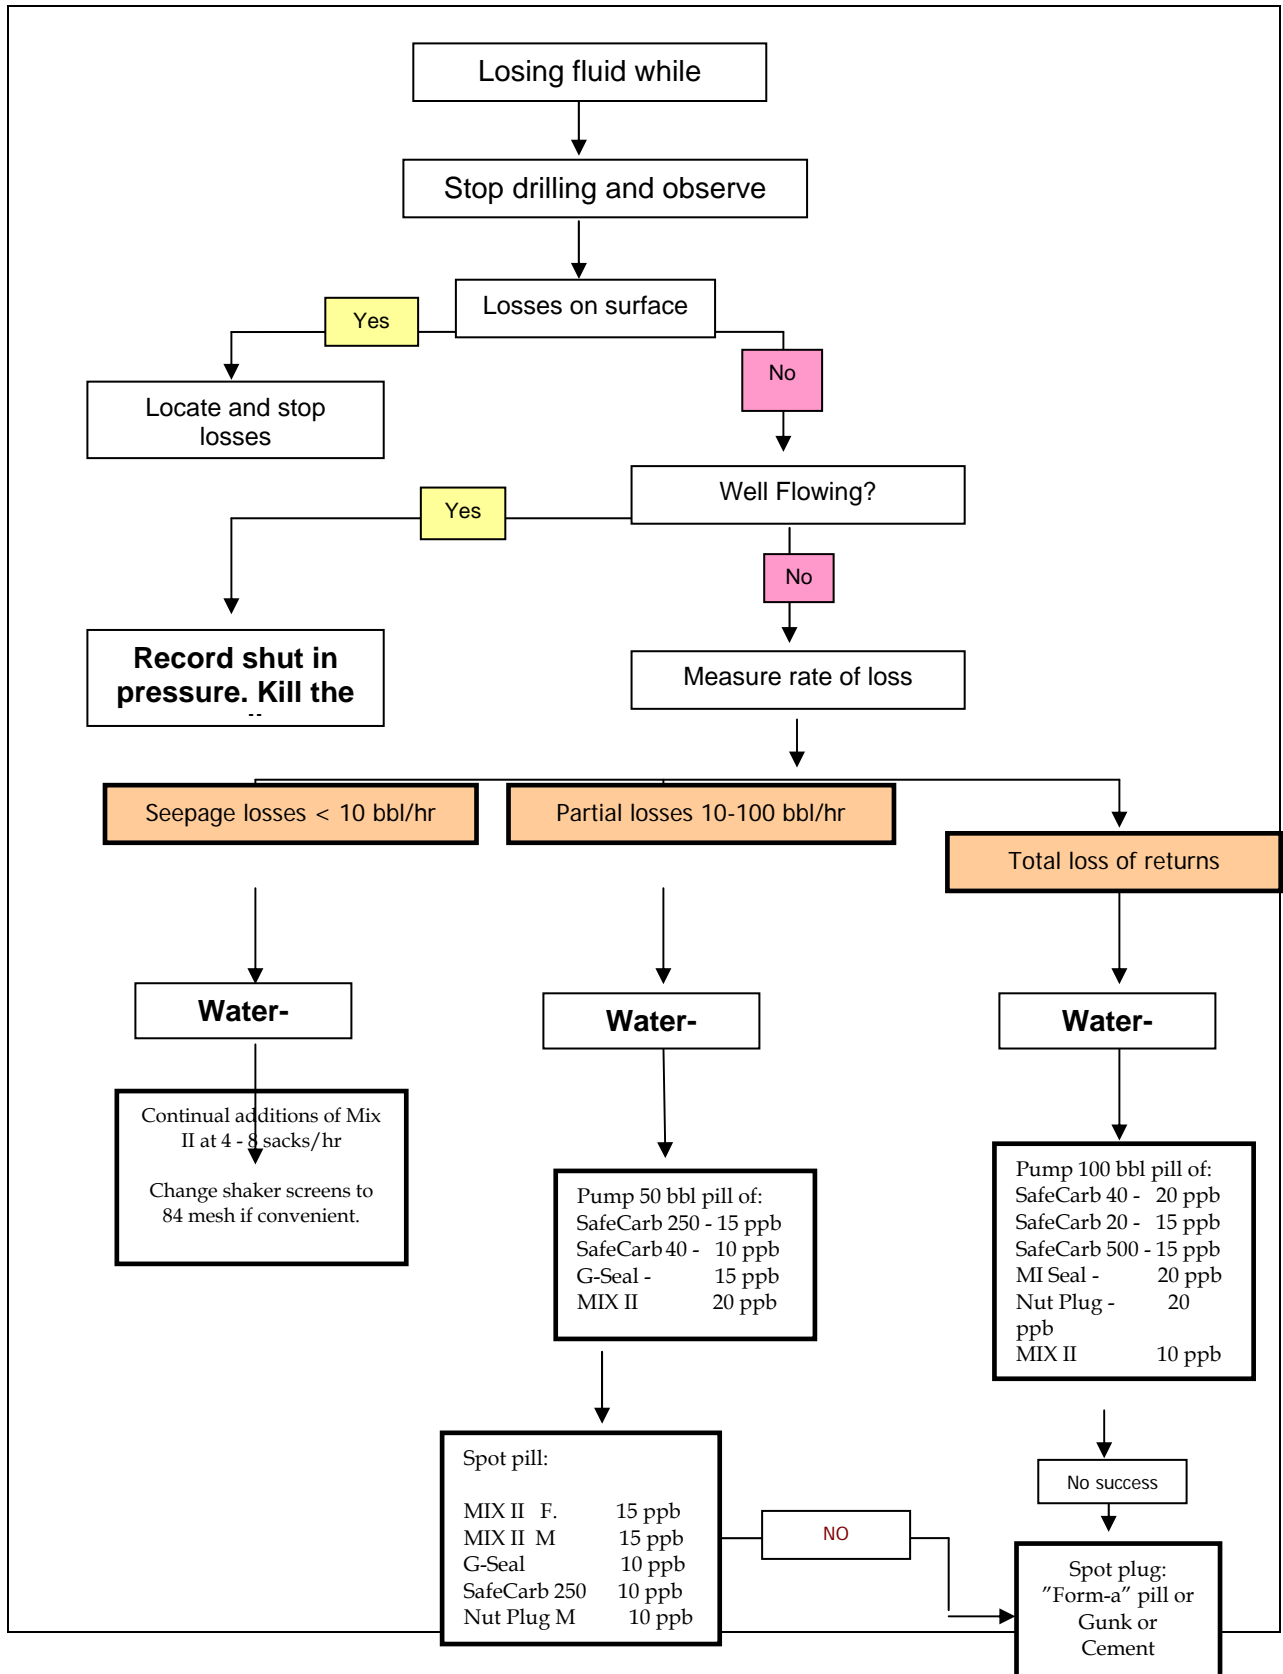 Losing fluid while
Stop drilling and observe
Losses on surface
Yes
No
Locate and stop
losses
Well Flowing?
Yes
No
Record shut in
pressure. Kill the
Measure rate of loss
Seepage losses < 10 bbl/hr
Partial losses 10-100 bbl/hr
Total loss of returns
Water-
Water-
Water-
Continual additions of Mix
II at 4 - 8 sacks/hr
Change shaker screens to
84 mesh if convenient.
Pump 50 bbl pill of:
SafeCarb 250 - 15 ppb
SafeCarb 40 - 10 ppb
G-Seal - 15 ppb
MIX II 20 ppb
Pump 100 bbl pill of:
SafeCarb 40 - 20 ppb
SafeCarb 20 - 15 ppb
SafeCarb 500 - 15 ppb
MI Seal - 20 ppb
Nut Plug - 20
ppb
MIX II 10 ppb
Spot pill:
MIX II F. 15 ppb
MIX II M 15 ppb
G-Seal 10 ppb
SafeCarb 250 10 ppb
Nut Plug M 10 ppb
NO
No success
Spot plug:
"Form-a" pill or
Gunk or
Cement